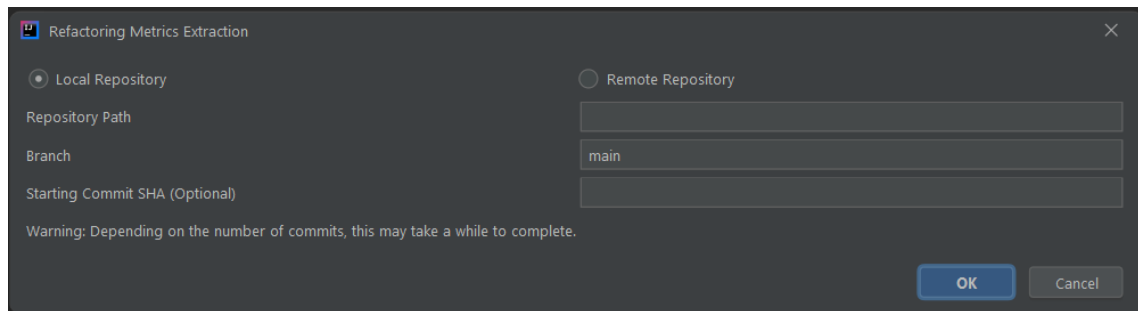 Refactoring Metrics Extraction
Local Repository Remote Repository
Repository Path
Branch main
Starting Commit SHA (Optional)
Warning: Depending on the number of commits, this may take a while to complete.
OK Cancel